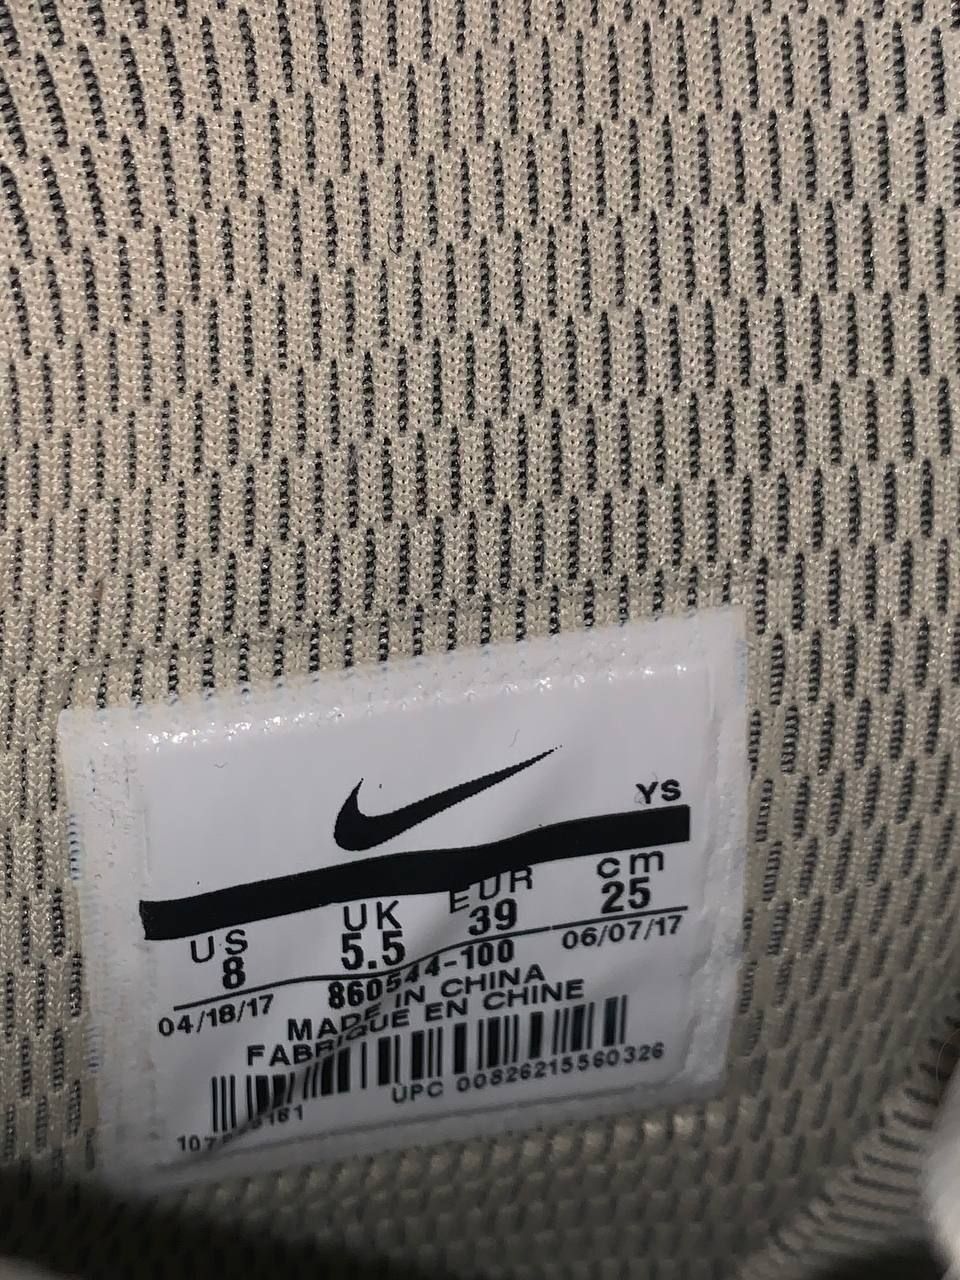 YS
US UK EUR cm
8 5.5 39 25
04/18/17 860544-100 06/07/17
MADE IN CHINA
FABRIQUE EN CHINE
UPC 00826215560326